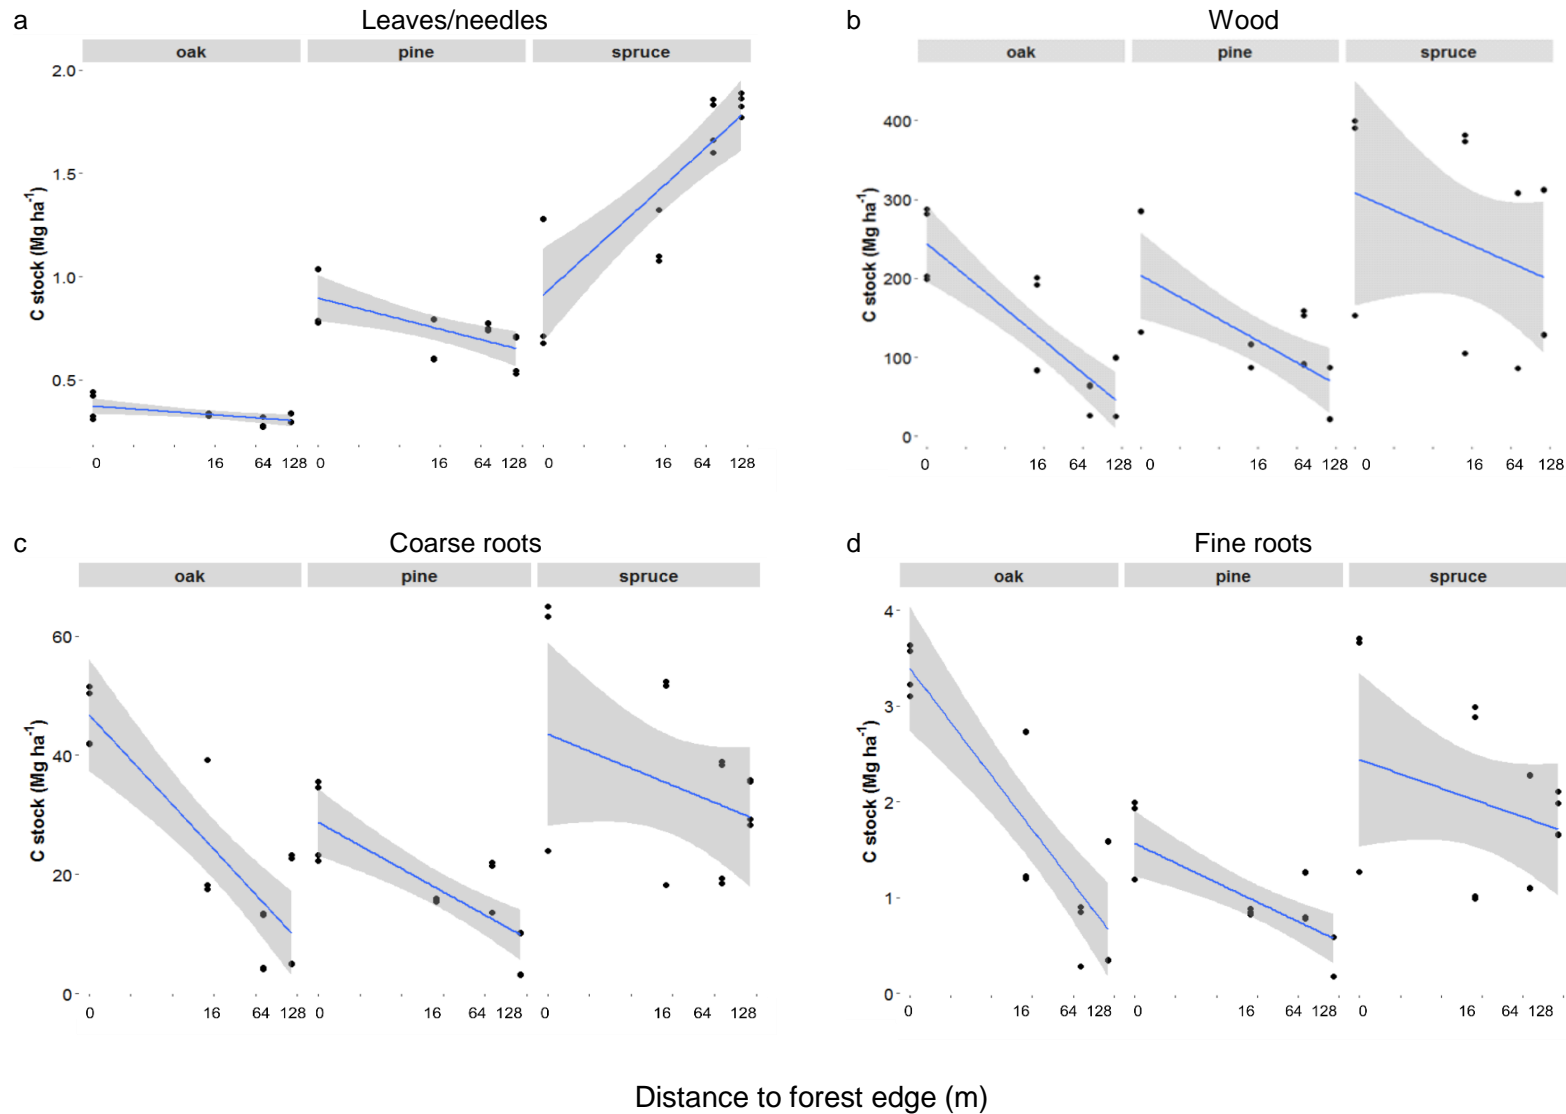 a
Leaves/needles
oak pine spruce
C stock (Mg ha-1)
2.0
1.5
1.0
0.5
0 16 64 128 0 16 64 128 0 16 64 128
b
Wood
oak pine spruce
C stock (Mg ha-1)
400
300
200
100
0
0 16 64 128 0 16 64 128 0 16 64 128
c
Coarse roots
oak pine spruce
C stock (Mg ha-1)
60
40
20
0
0 16 64 128 0 16 64 128 0 16 64 128
d
Fine roots
oak pine spruce
C stock (Mg ha-1)
4
3
2
1
0
0 16 64 128 0 16 64 128 0 16 64 128
Distance to forest edge (m)